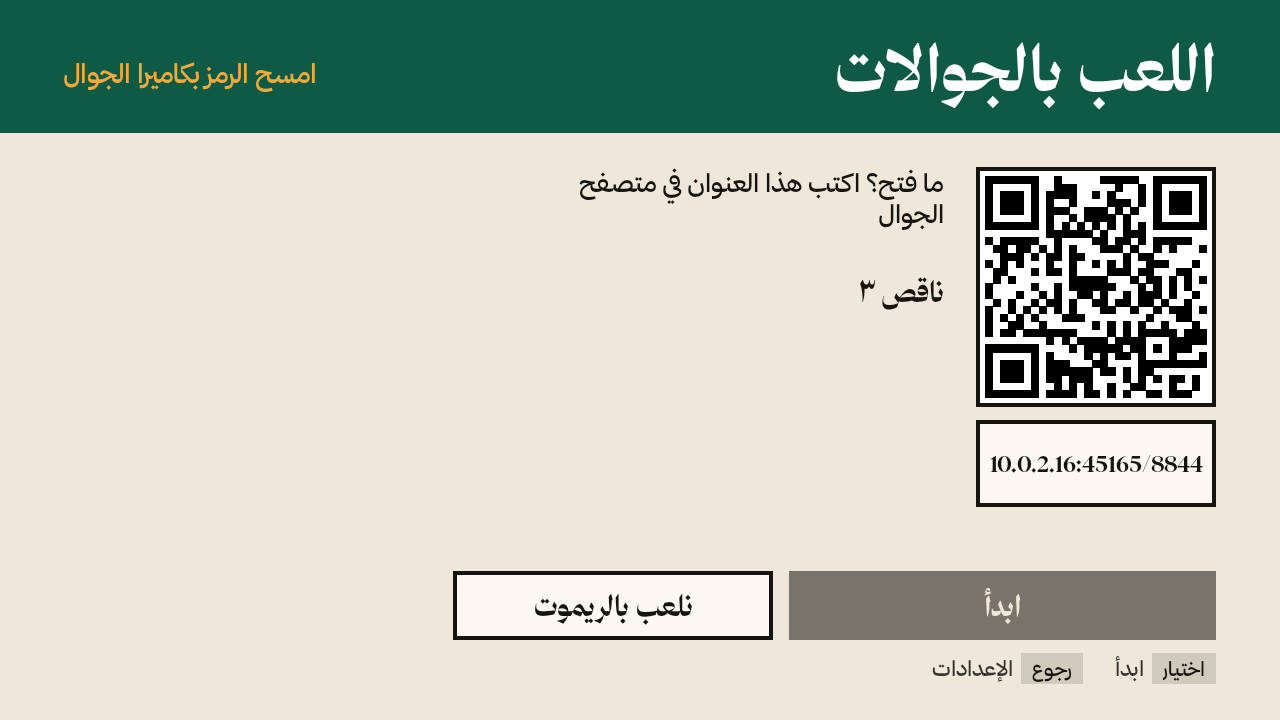 اللعب بالجوالات
امسح الرمز بكاميرا الجوال
ما فتح؟ اكتب هذا العنوان في متصفح
الجوال
ناقص ٣
10.0.2.16:45165/8844
ابدأ
نلعب بالريموت
اختيار ابدأ رجوع الإعدادات